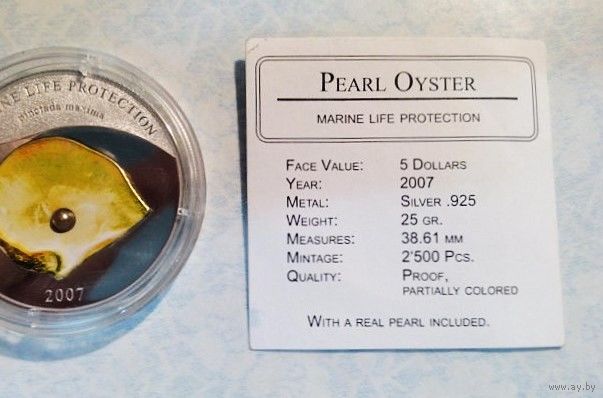 NE LIFE PROTECTION
pinctada maxima
2007
PEARL OYSTER
MARINE LIFE PROTECTION
FACE VALUE: 5 DOLLARS
YEAR: 2007
METAL: SILVER .925
WEIGHT: 25 GR.
MEASURES: 38.61 MM
MINTAGE: 2'500 PCS.
QUALITY: PROOF,
PARTIALLY COLORED
WITH A REAL PEARL INCLUDED.
© www.ay.by